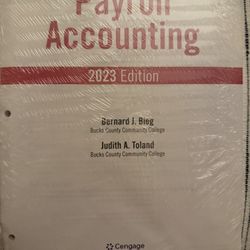 Payroll
Accounting
2023 Edition
Bernard J. Bieg
Bucks County Community College
Judith A. Toland
Bucks County Community College
Cengage